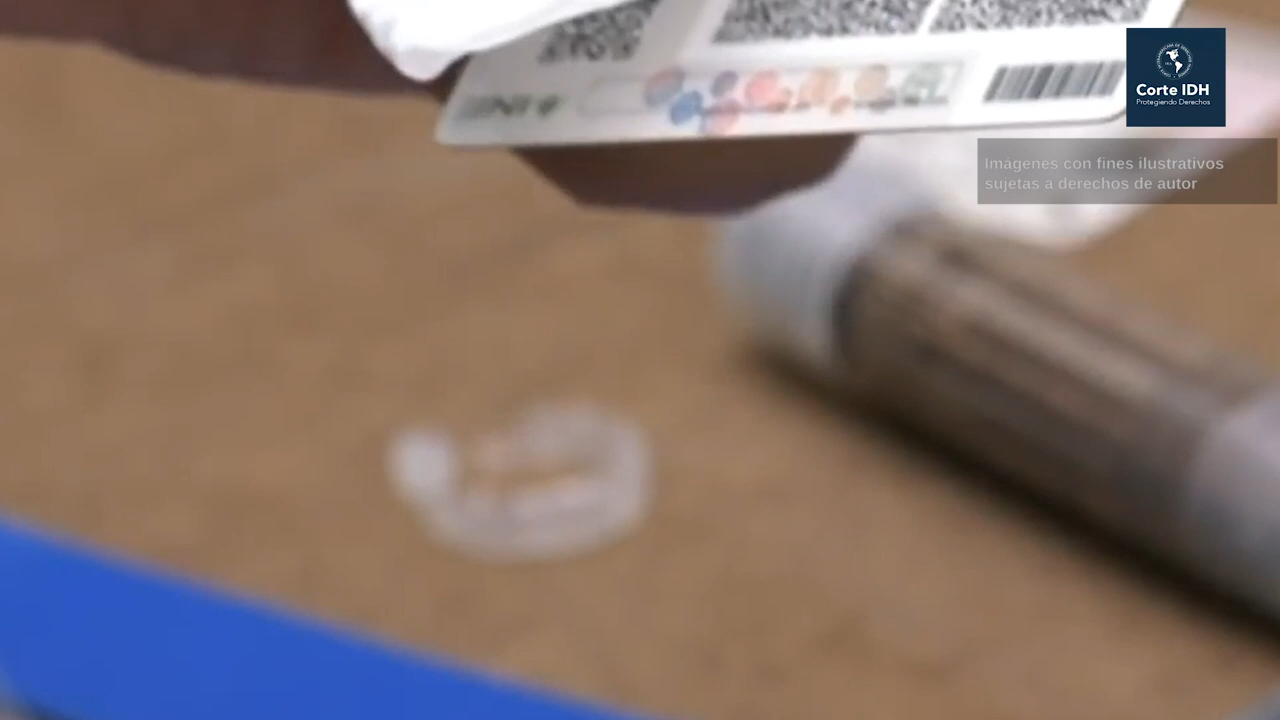 Corte IDH
Protegiendo Derechos
Imágenes con fines ilustrativos
sujetas a derechos de autor